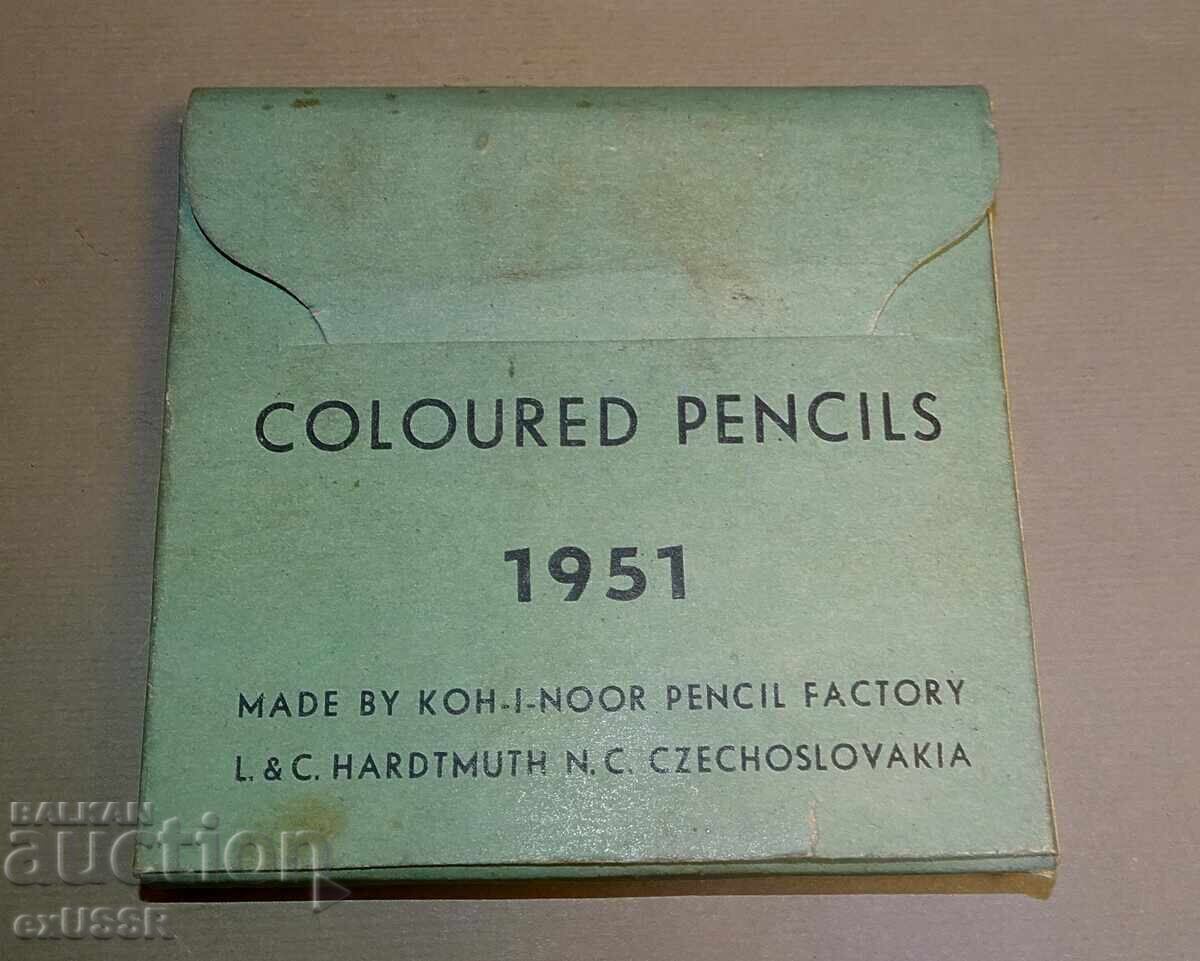 COLOURED PENCILS
1951
MADE BY KOH-I-NOOR PENCIL FACTORY
L. & C. HARDTMUTH N. C. CZECHOSLOVAKIA
BALKAN
auction
exUSSR